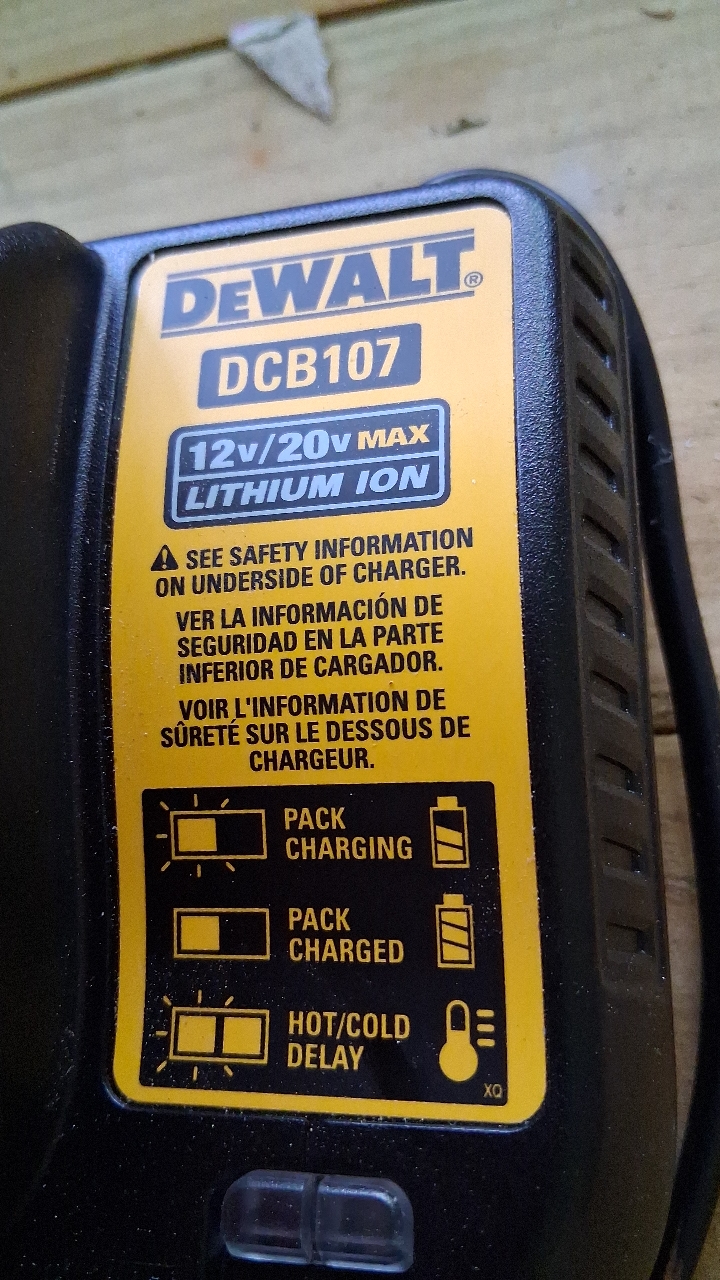 DEWALT®
DCB107
12V/20V MAX
LITHIUM ION
⚠ SEE SAFETY INFORMATION
ON UNDERSIDE OF CHARGER.
VER LA INFORMACIÓN DE
SEGURIDAD EN LA PARTE
INFERIOR DE CARGADOR.
VOIR L'INFORMATION DE
SÛRETÉ SUR LE DESSOUS DE
CHARGEUR.
PACK
CHARGING
PACK
CHARGED
HOT/COLD
DELAY
XQ